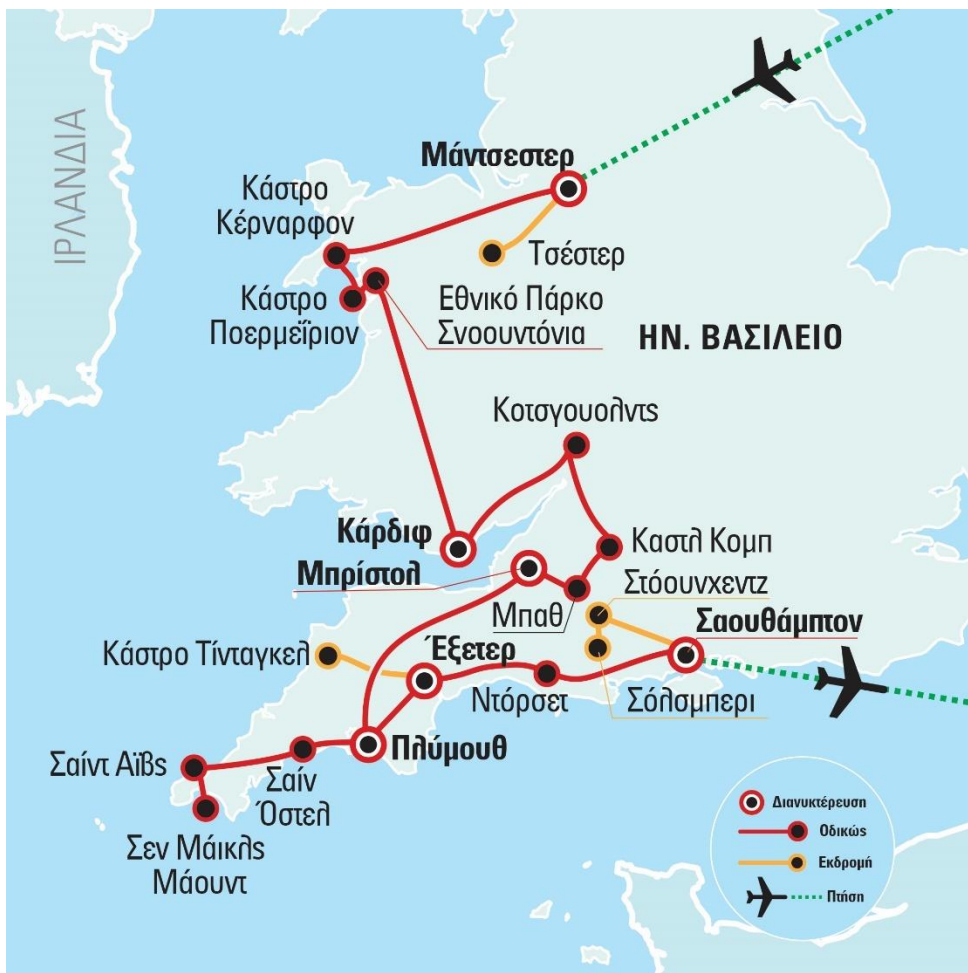 ΙΡΛΑΝΔΙΑ
Μάντσεστερ
Κάστρο
Κέρναρφον
Τσέστερ
Κάστρο
Ποερμεΐριον
Εθνικό Πάρκο
Σνοουντόνια
ΗΝ. ΒΑΣΙΛΕΙΟ
Κοτσγουολντς
Κάρδιφ
Μπρίστολ
Καστλ Κομπ
Στόουνχεντζ
Μπαθ
Σαουθάμπτον
Κάστρο Τίνταγκελ
Έξετερ
Ντόρσετ
Σόλσμπερι
Πλύμουθ
Σαίντ Αϊβς
Σαίν
Όστελ
Σεν Μάικλς
Μάουντ
Διανυκτέρευση
Οδικώς
Εκδρομή
Πτήση